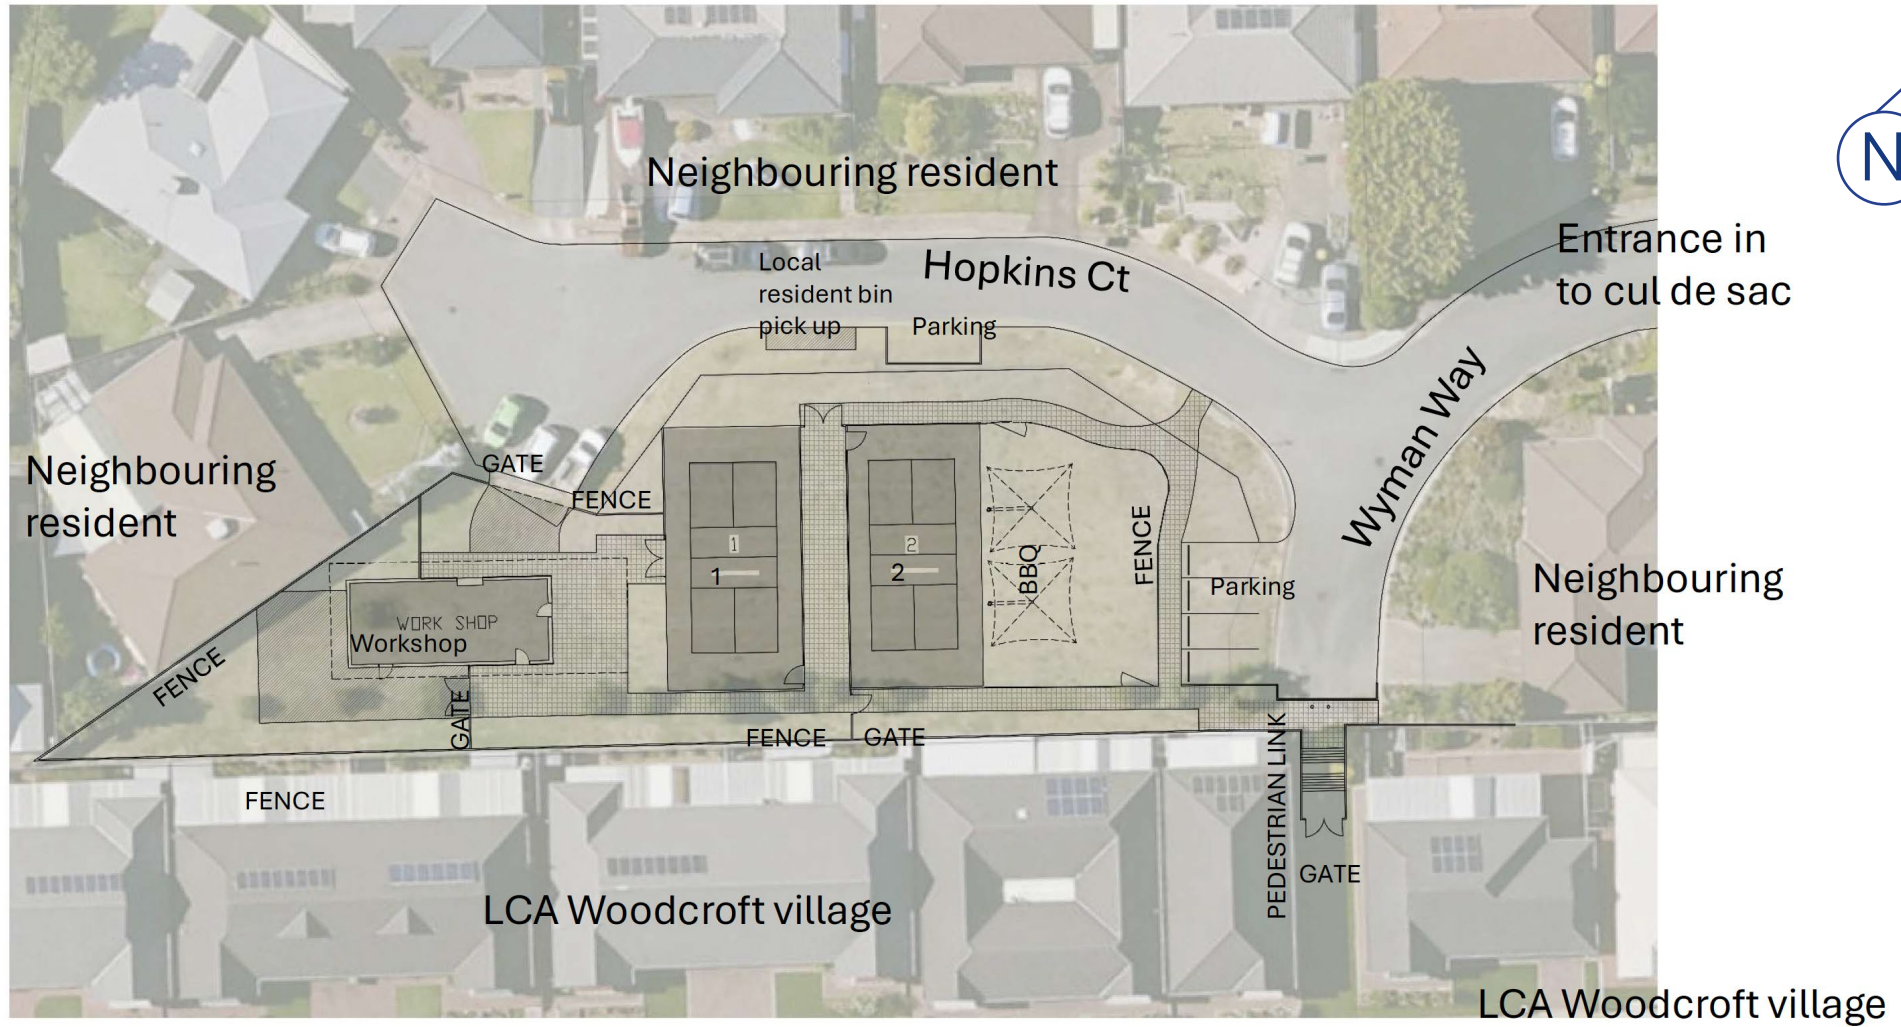 N
Neighbouring resident
Entrance in
to cul de sac
Hopkins Ct
Local
resident bin
pick up
Parking
Wyman Way
Neighbouring
resident
GATE
FENCE
1
1
2
2
BBQ
FENCE
Parking
Neighbouring
resident
WORK SHOP
Workshop
FENCE
GATE
FENCE
GATE
PEDESTRIAN LINK
FENCE
GATE
LCA Woodcroft village
LCA Woodcroft village